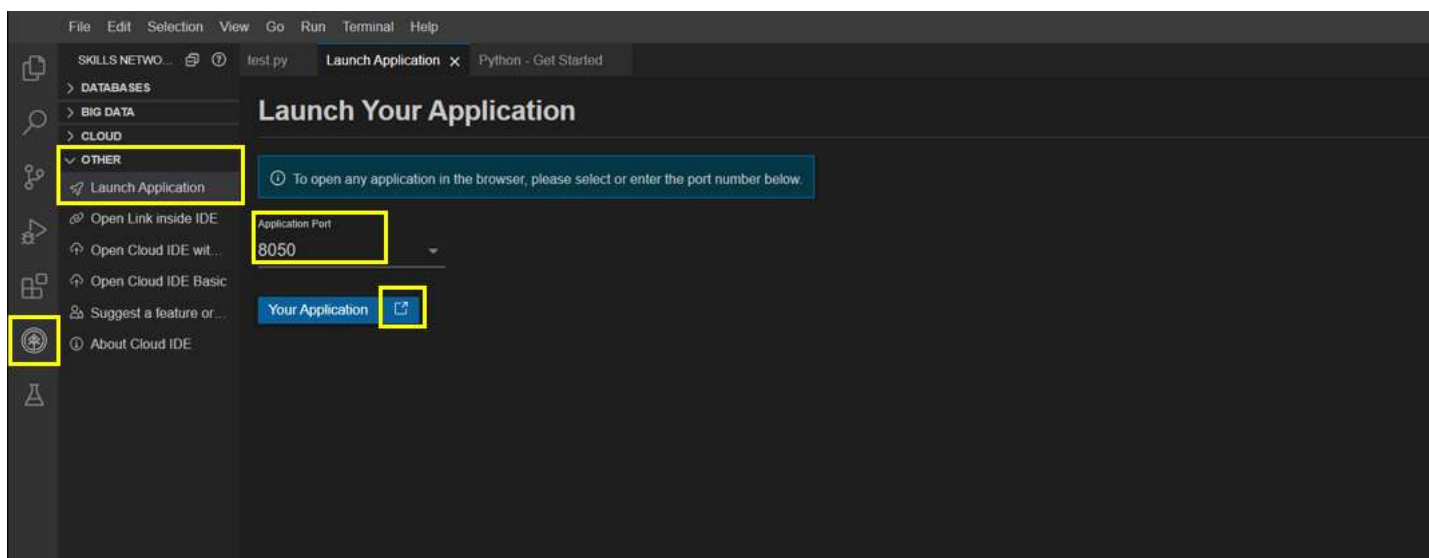 File Edit Selection View Go Run Terminal Help
SKILLS NETWO...
test.py Launch Application Python - Get Started
DATABASES
BIG DATA
CLOUD
OTHER
Launch Application
Open Link inside IDE
Open Cloud IDE wit...
Open Cloud IDE Basic
Suggest a feature or...
About Cloud IDE
Launch Your Application
To open any application in the browser, please select or enter the port number below.
Application Port
8050
Your Application